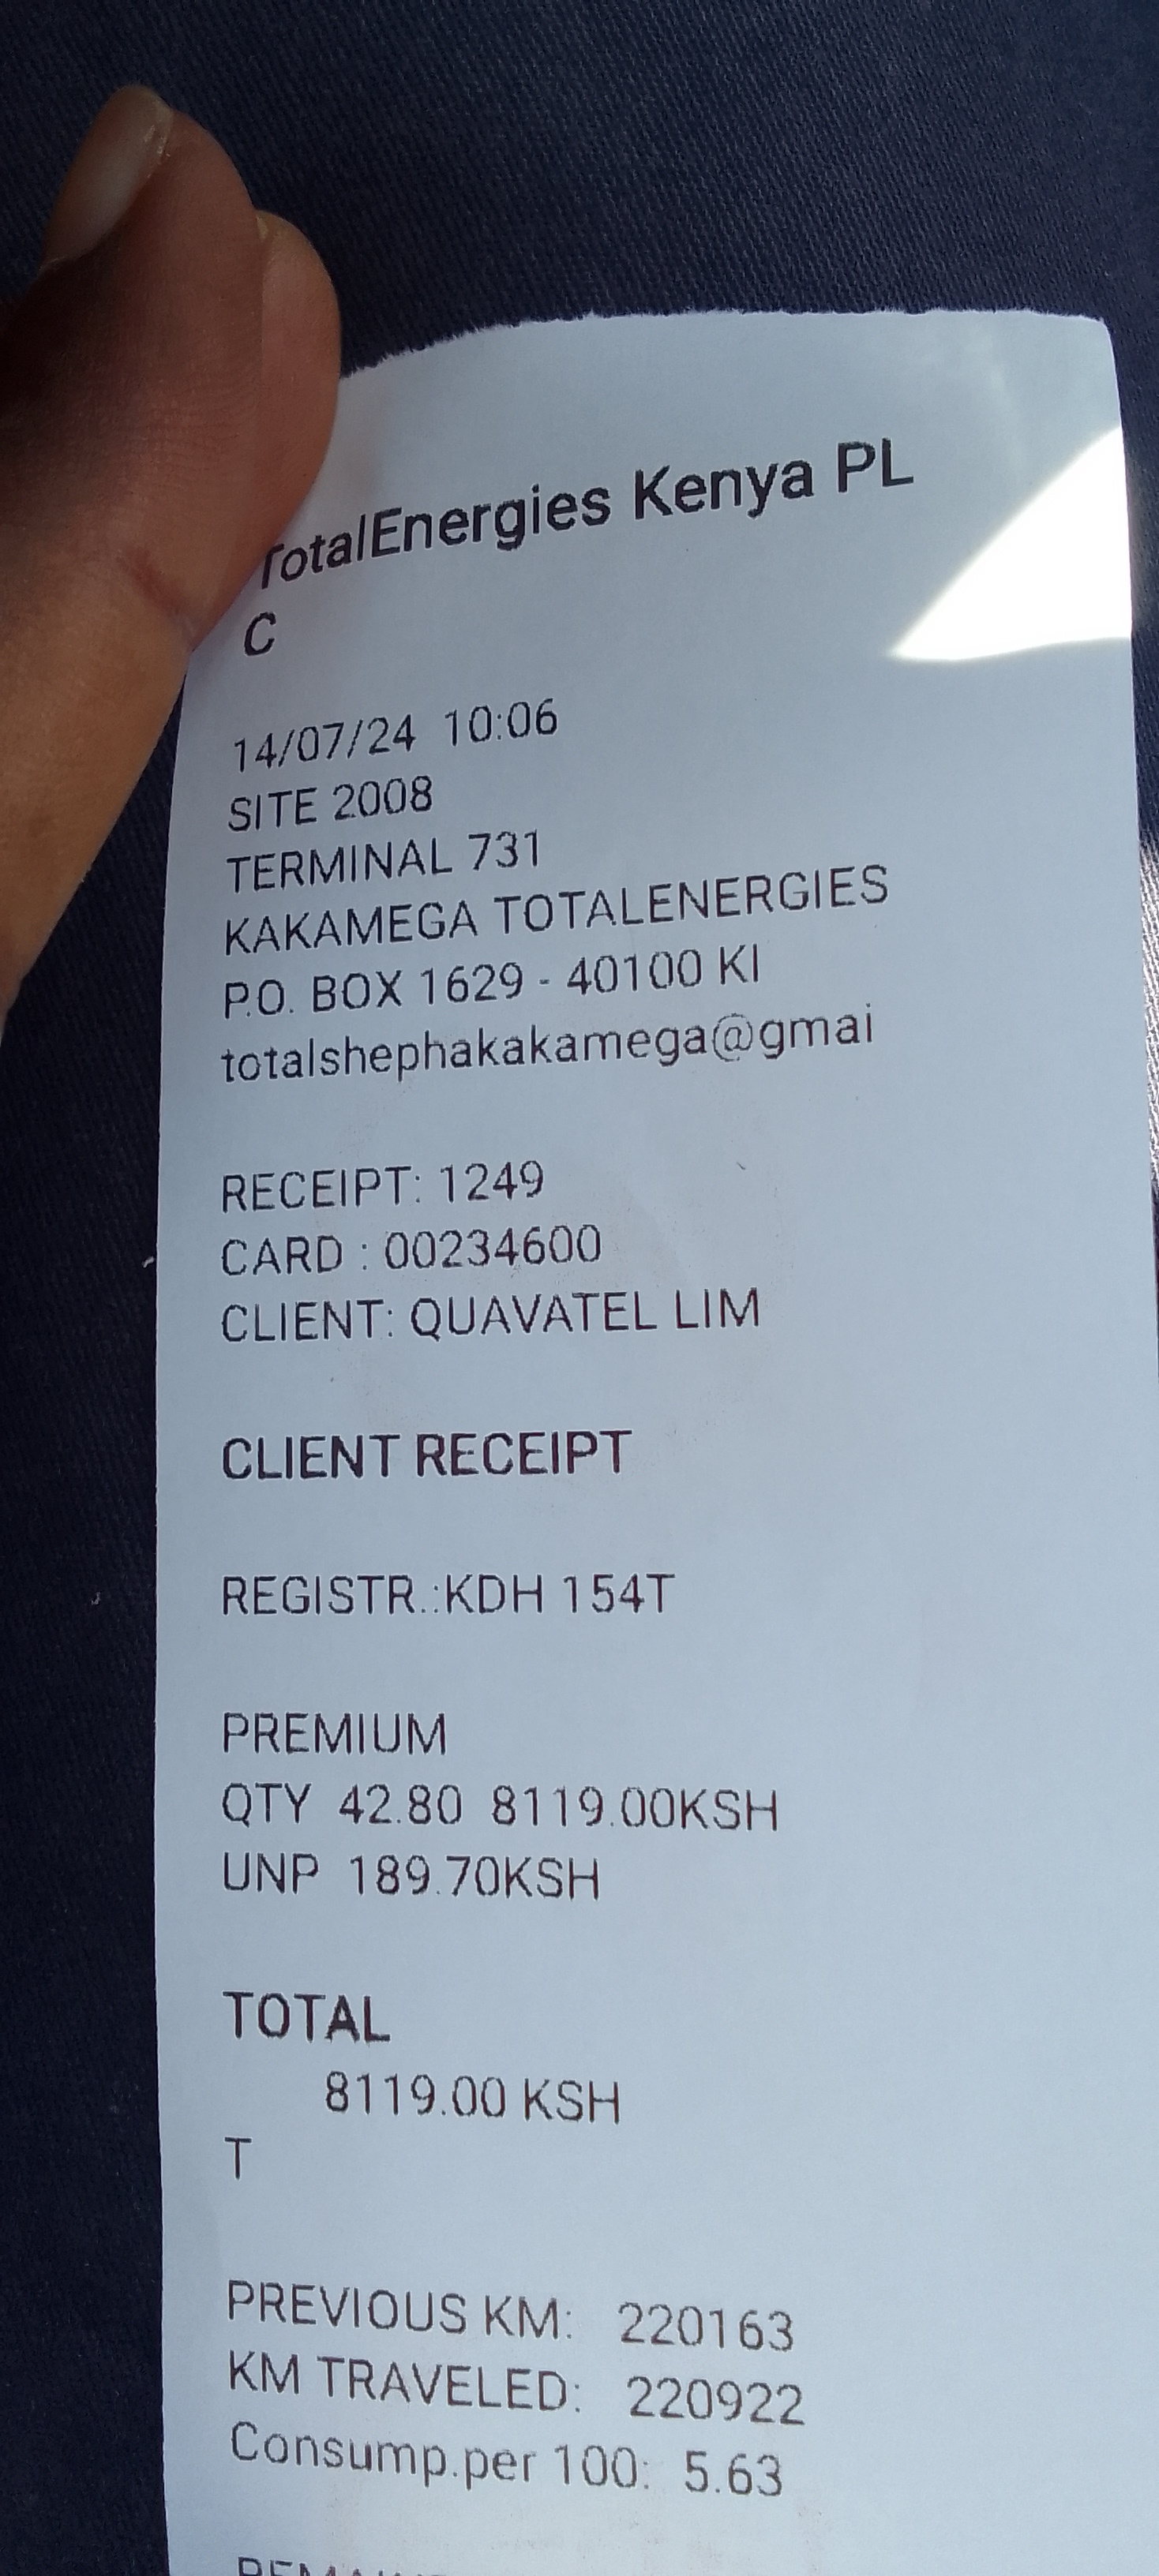 TotalEnergies Kenya PL
C
14/07/24 10:06
SITE 2008
TERMINAL 731
KAKAMEGA TOTALENERGIES
P.O. BOX 1629 - 40100 KI
totalshephakakamega@gmai
RECEIPT: 1249
CARD : 00234600
CLIENT: QUAVATEL LIM
CLIENT RECEIPT
REGISTR.:KDH 154T
PREMIUM
QTY 42.80 8119.00KSH
UNP 189.70KSH
TOTAL
8119.00 KSH
T
PREVIOUS KM: 220163
KM TRAVELED: 220922
Consump.per 100: 5.63